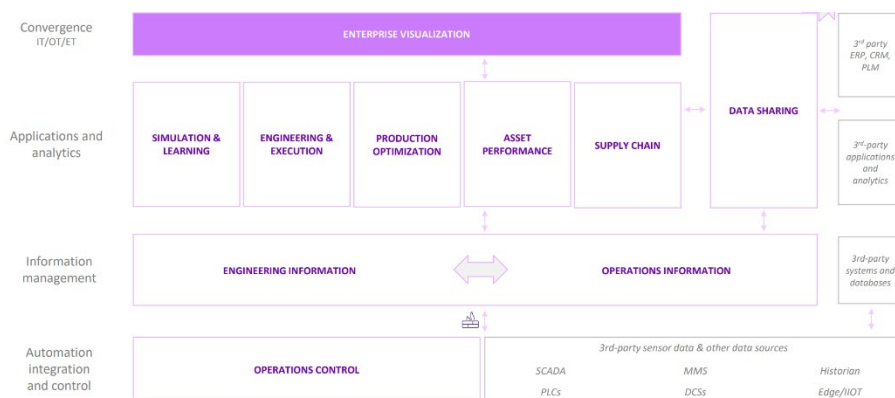 Convergence
IT/OT/ET
ENTERPRISE VISUALIZATION
3rd party
ERP, CRM,
PLM
Applications and
analytics
SIMULATION &
LEARNING
ENGINEERING &
EXECUTION
PRODUCTION
OPTIMIZATION
ASSET
PERFORMANCE
SUPPLY CHAIN
DATA SHARING
3rd-party
applications
and
analytics
Information
management
ENGINEERING INFORMATION
OPERATIONS INFORMATION
3rd-party
systems and
databases
Automation
integration
and control
OPERATIONS CONTROL
3rd-party sensor data & other data sources
SCADA MMS Historian
PLCs DCSs Edge/IIOT